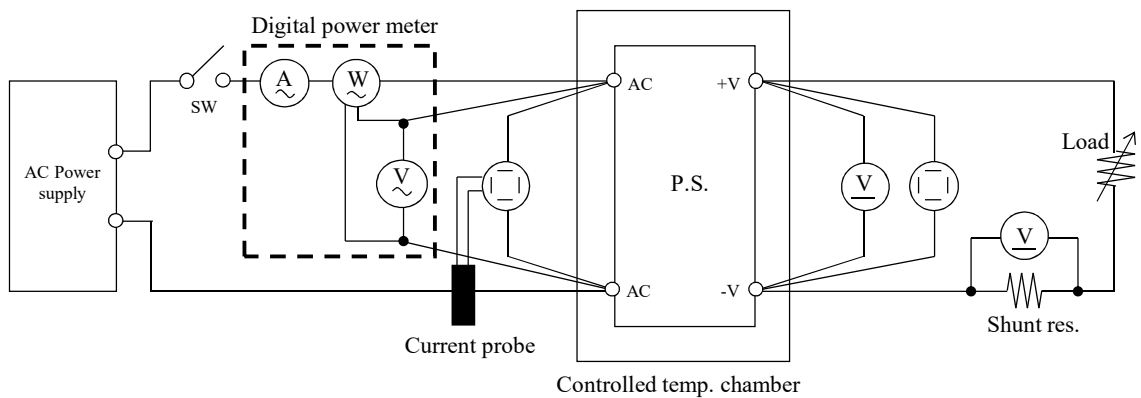 Digital power meter
A
W
AC
+V
SW
Load
AC Power
supply
V
P.S.
V
V
AC
-V
Shunt res.
Current probe
Controlled temp. chamber